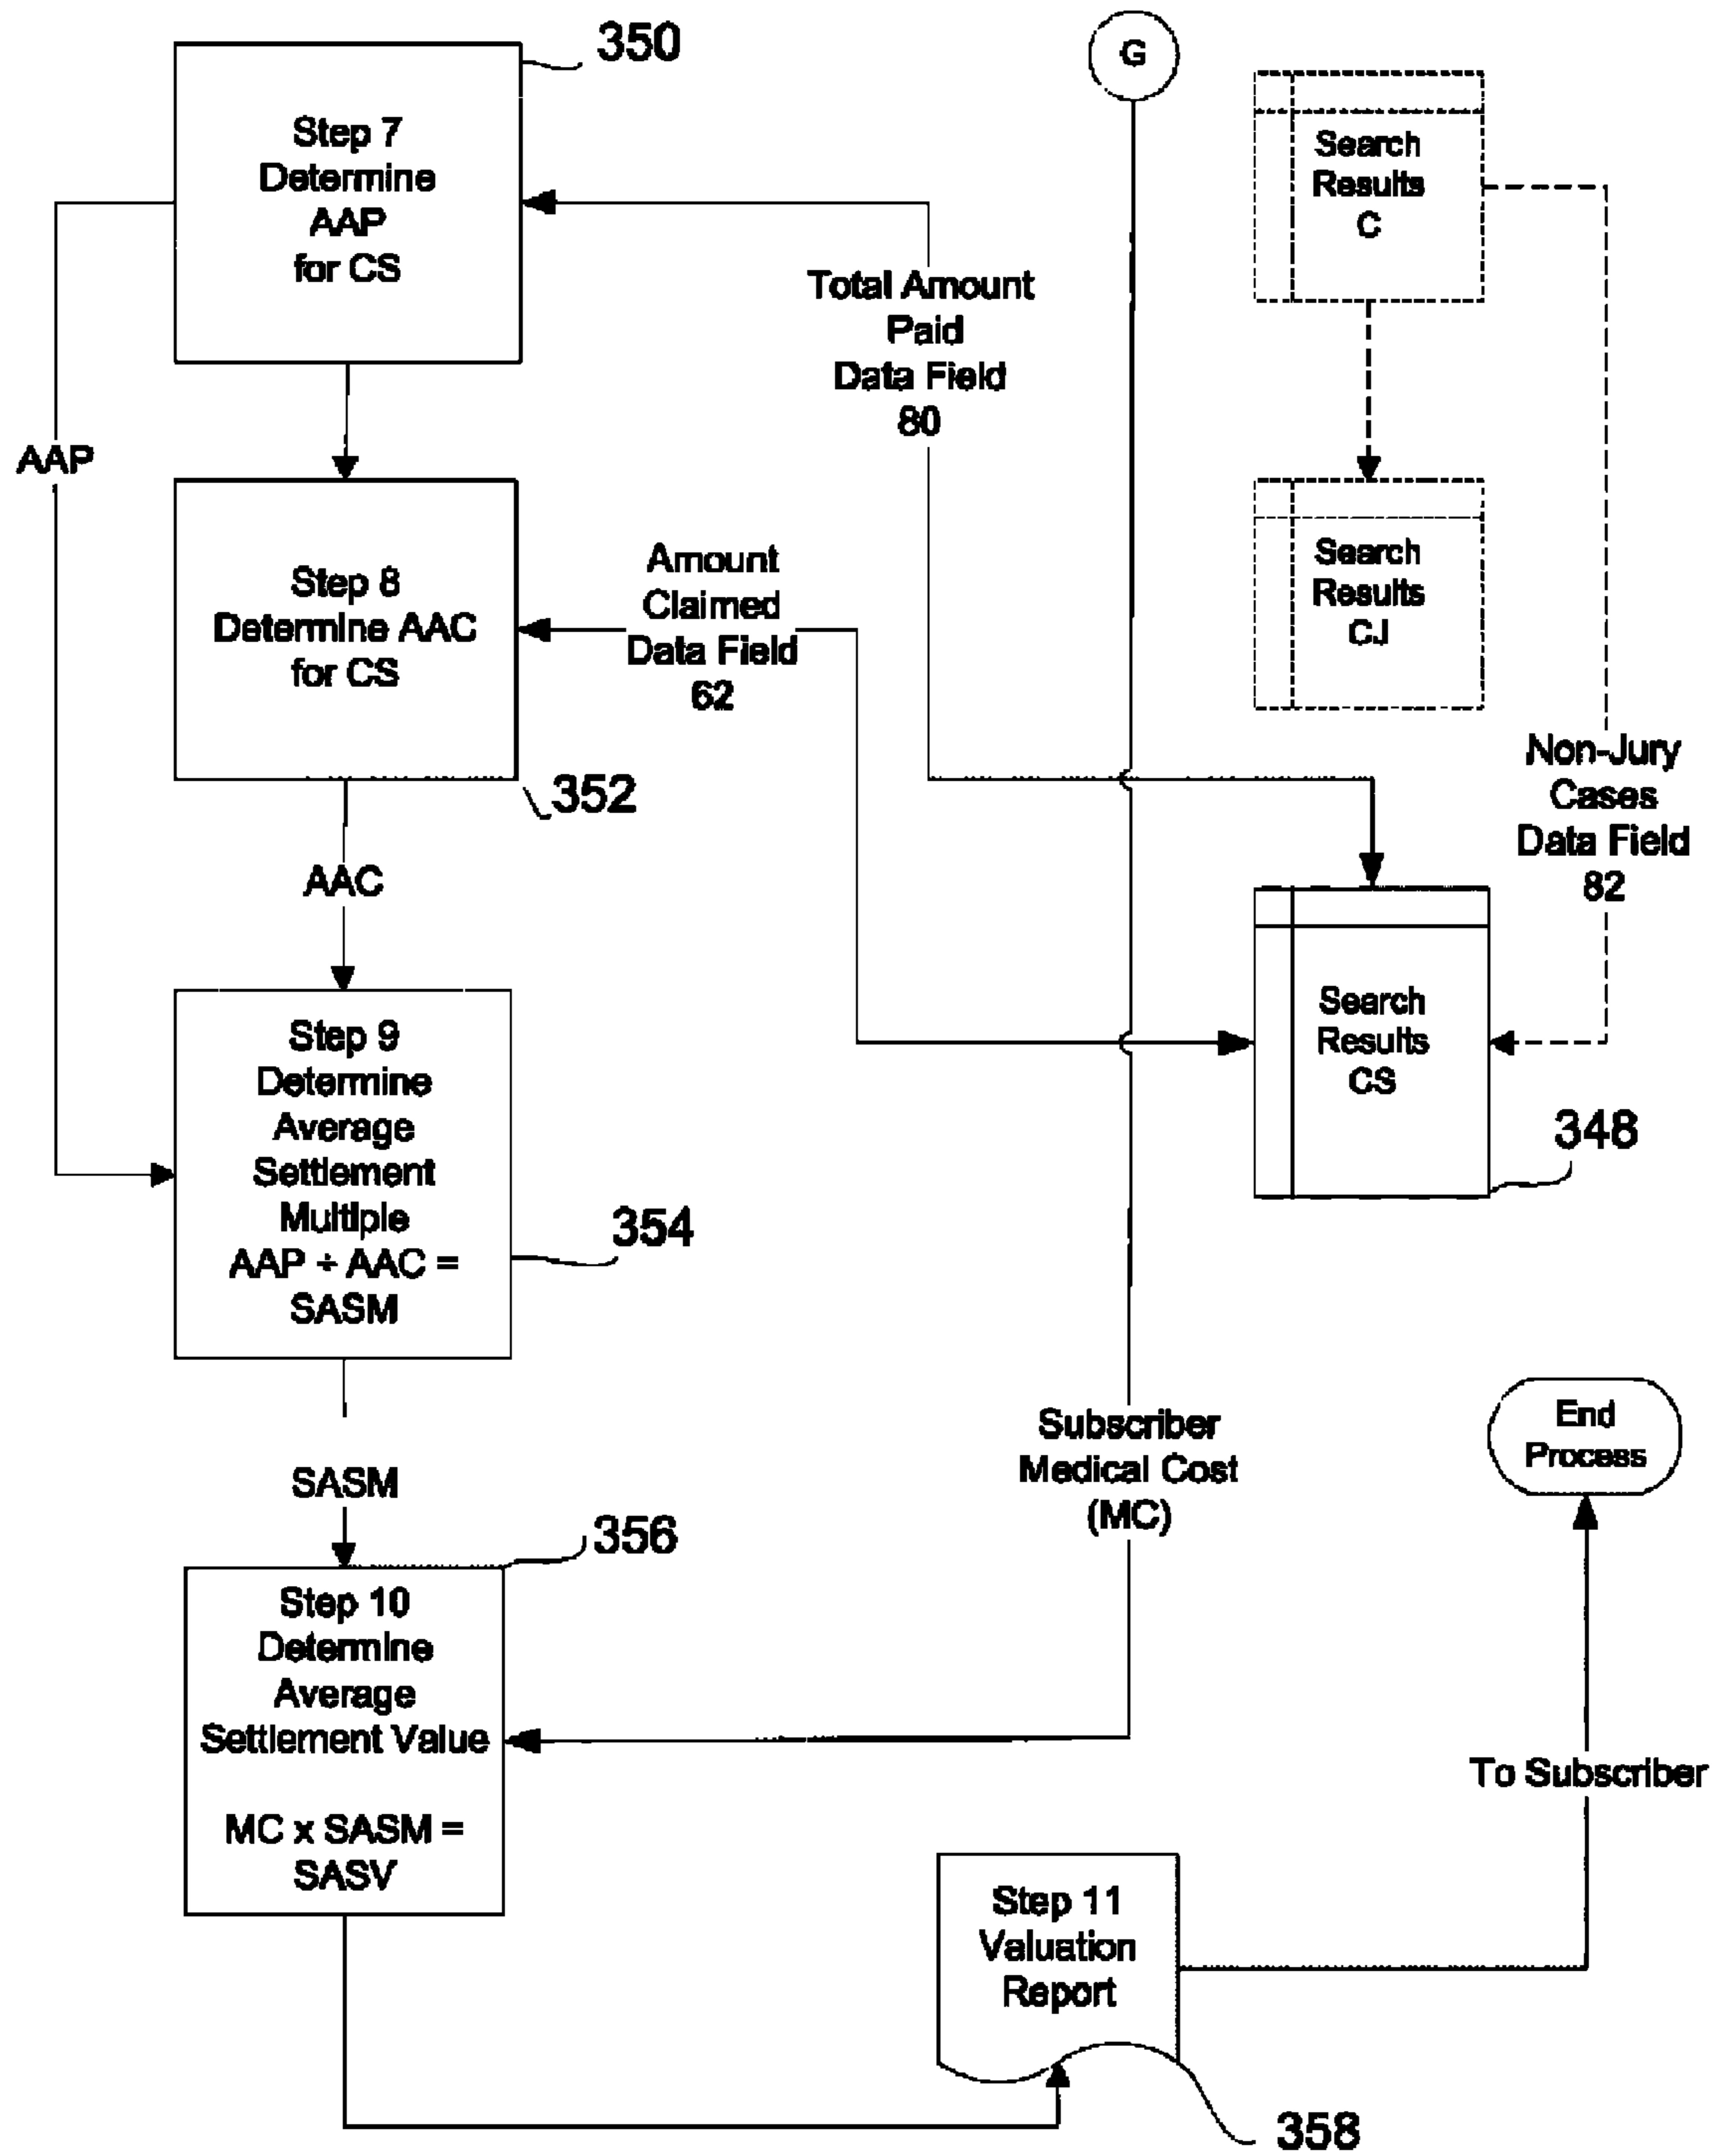 350
Step 7
Determine
AAP
for CS
G
Search
Results
C
Total Amount
Paid
Data Field
80
AAP
Step 8
Determine AAC
for CS
352
Amount
Claimed
Data Field
62
Search
Results
CJ
Non-Jury
Cases
Data Field
82
AAC
Search
Results
CS
348
Step 9
Determine
Average
Settlement
Multiple
AAP ÷ AAC =
SASM
354
SASM
Subscriber
Medical Cost
(MC)
End
Process
356
Step 10
Determine
Average
Settlement Value
MC x SASM =
SASV
To Subscriber
Step 11
Valuation
Report
358